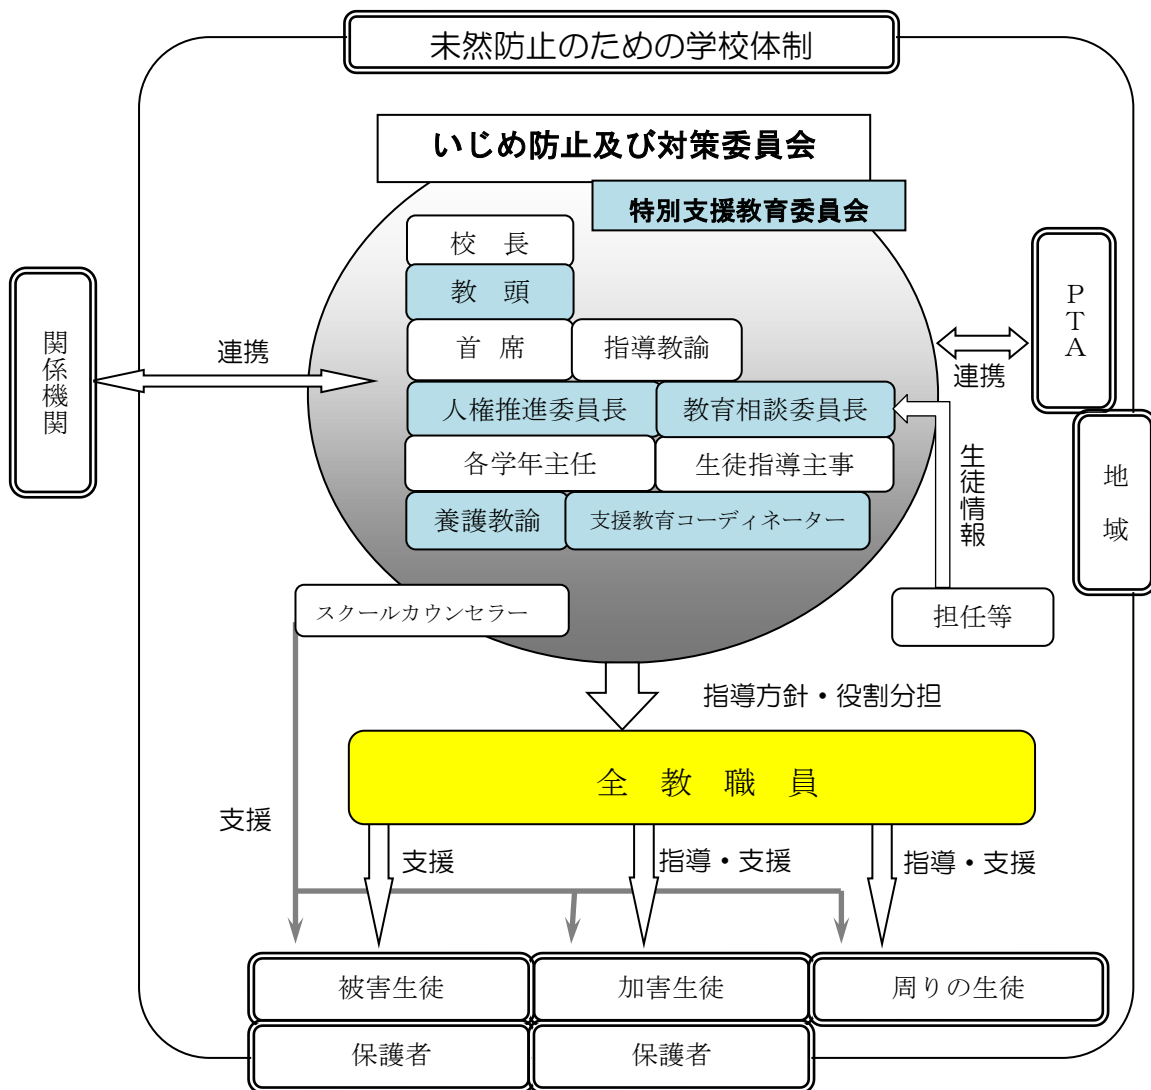 未然防止のための学校体制
いじめ防止及び対策委員会
特別支援教育委員会
校　長
教　頭
首　席
指導教諭
人権推進委員長
教育相談委員長
各学年主任
生徒指導主事
養護教諭
支援教育コーディネーター
スクールカウンセラー
関係機関
連携
連携
ＰＴＡ
地　域
生徒情報
担任等
指導方針・役割分担
全　教　職　員
支援
支援
指導・支援
指導・支援
被害生徒
加害生徒
周りの生徒
保護者
保護者